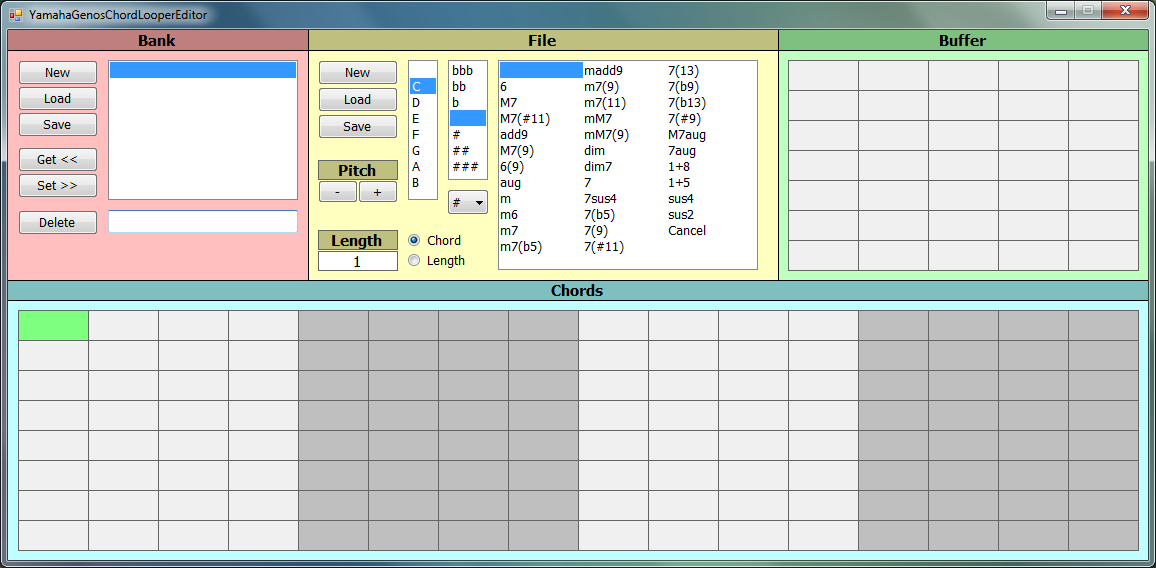 YamahaGenosChordLooperEditor
Bank
New
Load
Save
Get <<
Set >>
Delete
File
New
Load
Save
Pitch
- +
Length
1
C
D
E
F
G
A
B
bbb
bb
b
#
##
###
#
Chord
Length
madd9 7(13)
6 m7(9) 7(b9)
M7 m7(11) 7(b13)
M7(#11) mM7 7(#9)
add9 mM7(9) M7aug
M7(9) dim 7aug
6(9) dim7 1+8
aug 7 1+5
m 7sus4 sus4
m6 7(b5) sus2
m7 7(9) Cancel
m7(b5) 7(#11)
Buffer
Chords